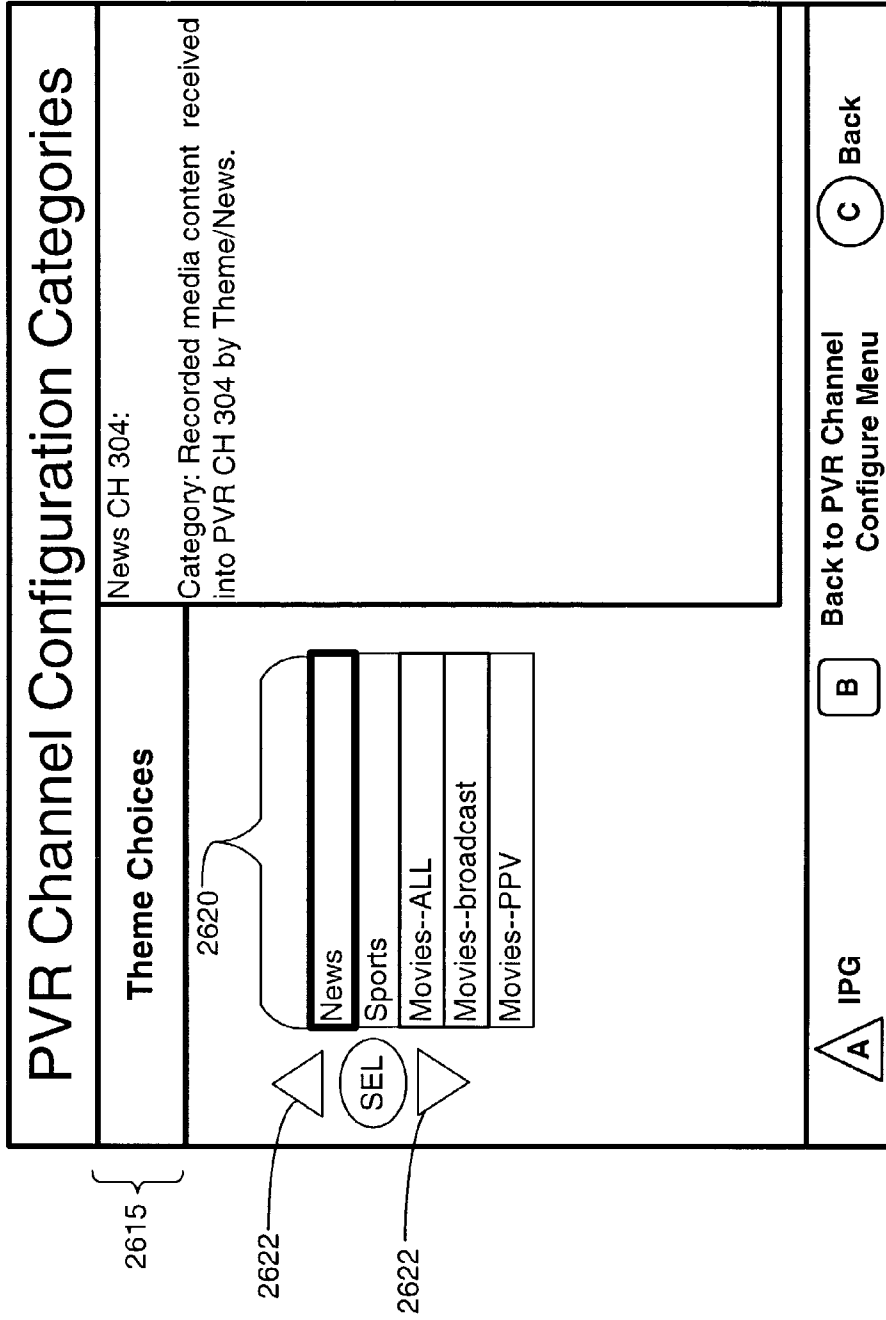 PVR Channel Configuration Categories
2615
Theme Choices
News CH 304:
Category: Recorded media content received
into PVR CH 304 by Theme/News.
2620
2622
2622
SEL
News
Sports
Movies--ALL
Movies--broadcast
Movies--PPV
A IPG
B Back to PVR Channel
Configure Menu
C Back